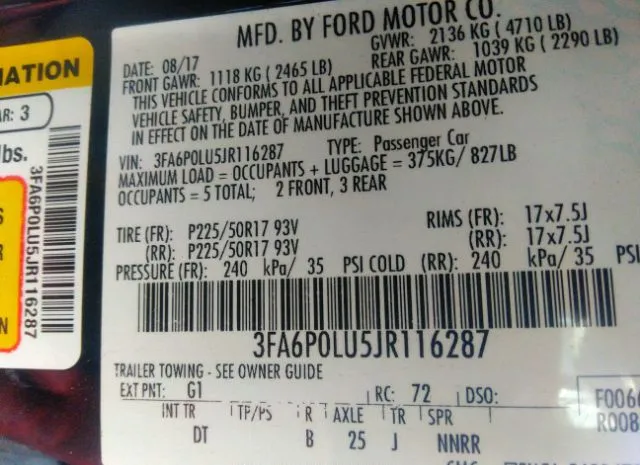 MFD. BY FORD MOTOR CO.
DATE: 08/17 GVWR: 2136 KG ( 4710 LB)
FRONT GAWR: 1118 KG ( 2465 LB) REAR GAWR: 1039 KG ( 2290 LB)
THIS VEHICLE CONFORMS TO ALL APPLICABLE FEDERAL MOTOR
VEHICLE SAFETY, BUMPER, AND THEFT PREVENTION STANDARDS
IN EFFECT ON THE DATE OF MANUFACTURE SHOWN ABOVE.
VIN: 3FA6P0LU5JR116287 TYPE: Passenger Car
MAXIMUM LOAD = OCCUPANTS + LUGGAGE = 375KG/ 827LB
OCCUPANTS = 5 TOTAL; 2 FRONT, 3 REAR
TIRE (FR): P225/50R17 93V RIMS (FR): 17x7.5J
(RR): P225/50R17 93V (RR): 17x7.5J
PRESSURE (FR): 240 kPa/ 35 PSI COLD (RR): 240 kPa/ 35 PSI
3FA6P0LU5JR116287
TRAILER TOWING - SEE OWNER GUIDE
EXT PNT: G1 RC: 72 DSO:
INT TR TP/PS R AXLE TR SPR
DT B 25 J NNRR
F006
R008
MATION
AR: 3
lbs.
3FA6P0LU5JR116287
S
R
N